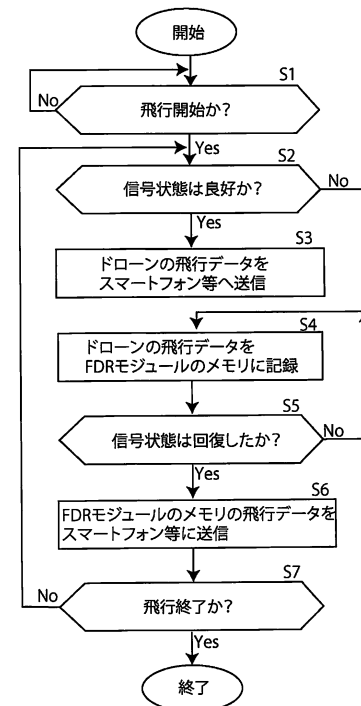 開始
S1
No
飛行開始か？
Yes
S2
信号状態は良好か？
No
Yes
S3
ドローンの飛行データを
スマートフォン等へ送信
S4
ドローンの飛行データを
FDRモジュールのメモリに記録
S5
信号状態は回復したか？
No
Yes
S6
FDRモジュールのメモリの飛行データを
スマートフォン等に送信
S7
No
飛行終了か？
Yes
終了